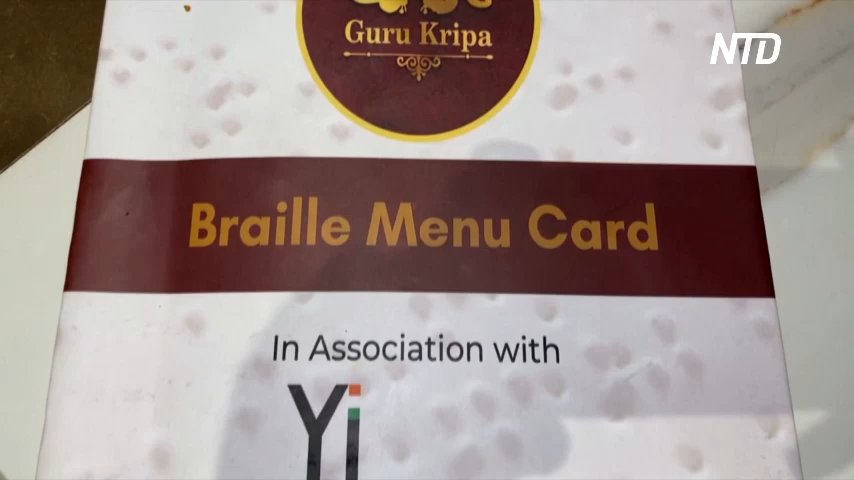 NTD
Guru Kripa
Braille Menu Card
In Association with
Yi